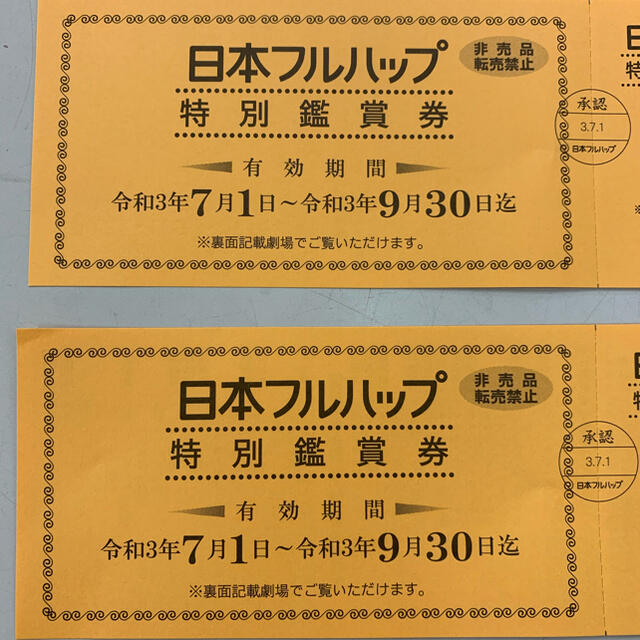 日本フルハップ
非売品
転売禁止
特別鑑賞券
有効期間
令和3年7月1日～令和3年9月30日迄
※裏面記載劇場でご覧いただけます。
承認
3.7.1
日本フルハップ
日本フルハップ
非売品
転売禁止
特別鑑賞券
有効期間
令和3年7月1日～令和3年9月30日迄
※裏面記載劇場でご覧いただけます。
承認
3.7.1
日本フルハップ